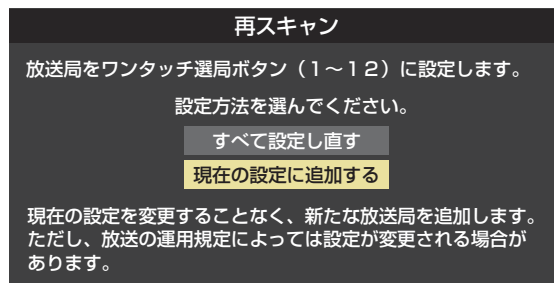 再スキャン
放送局をワンタッチ選局ボタン（1～12）に設定します。
設定方法を選んでください。
すべて設定し直す
現在の設定に追加する
現在の設定を変更することなく、新たな放送局を追加します。
ただし、放送の運用規定によっては設定が変更される場合が
あります。